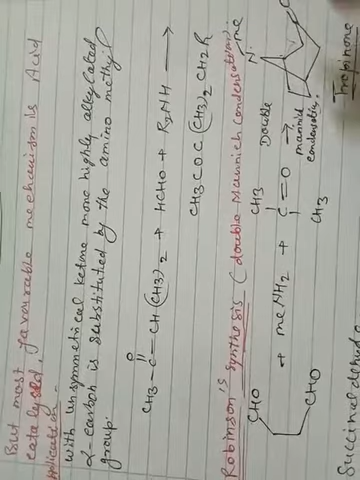 But most favourable mechanism is Acid
catalysed.
Application -
with unsymmetrical ketone more highly alkylated
α-carbon is substituted by the amino methyl
group.
O
CH3-C-CH(CH3)2 + HCHO + R2NH →
CH3COC(CH3)2CH2R
Robinson's synthesis (double Mannich condensation).
CHO
CHO
+ meNH2 +
CH3
C=O
CH3
Double
→
mannich
condensation.
N
me
O
Succinaldehyde
Tropinone